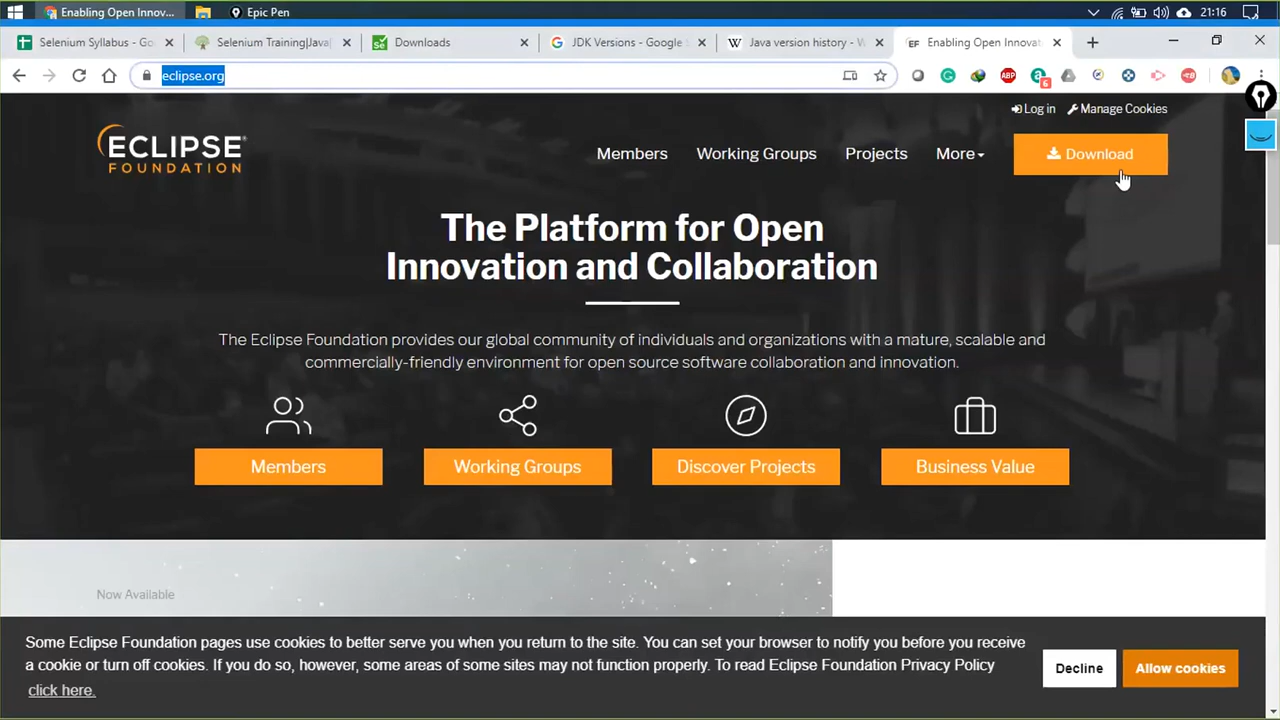 Enabling Open Innov...
Epic Pen
21:16
Selenium Syllabus - Go
Selenium Training|Java|
Downloads
JDK Versions - Google
Java version history - W
Enabling Open Innovat
eclipse.org
ABP
6
Log in
Manage Cookies
ECLIPSE
FOUNDATION
Members
Working Groups
Projects
More
Download
The Platform for Open
Innovation and Collaboration
The Eclipse Foundation provides our global community of individuals and organizations with a mature, scalable and
commercially-friendly environment for open source software collaboration and innovation.
Members
Working Groups
Discover Projects
Business Value
Now Available
Some Eclipse Foundation pages use cookies to better serve you when you return to the site. You can set your browser to notify you before you receive
a cookie or turn off cookies. If you do so, however, some areas of some sites may not function properly. To read Eclipse Foundation Privacy Policy
click here.
Decline
Allow cookies